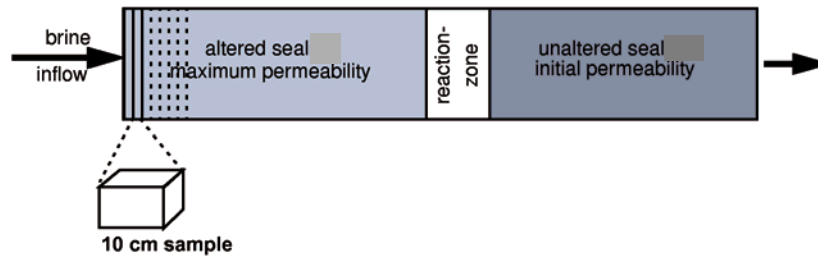 brine
inflow
altered seal
maximum permeability
reaction-
zone
unaltered seal
initial permeability
10 cm sample